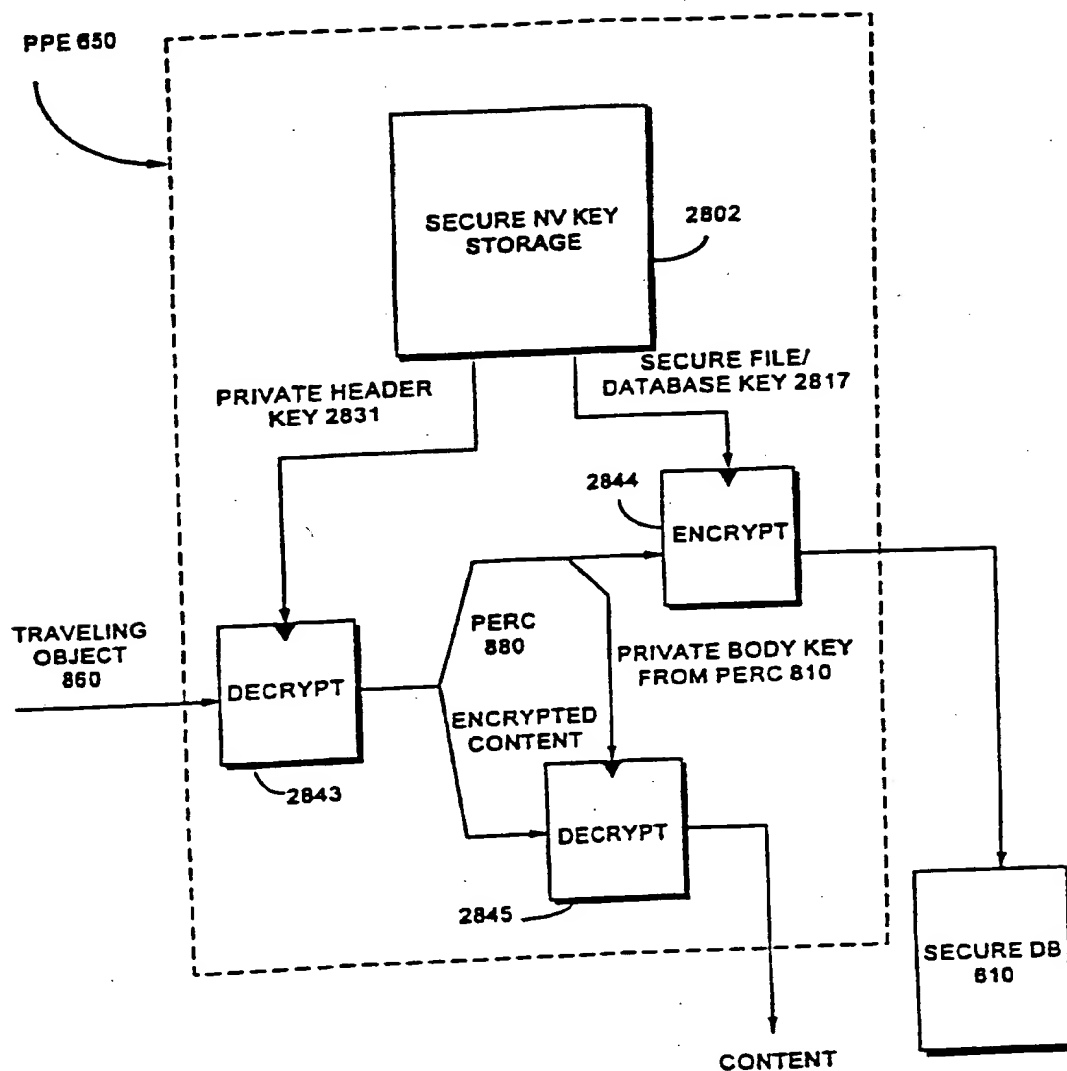 PPE 650
SECURE NV KEY
STORAGE
2802
PRIVATE HEADER
KEY 2831
SECURE FILE/
DATABASE KEY 2817
2844
ENCRYPT
TRAVELING
OBJECT
860
DECRYPT
2843
PERC
880
PRIVATE BODY KEY
FROM PERC 810
ENCRYPTED
CONTENT
DECRYPT
2845
SECURE DB
610
CONTENT